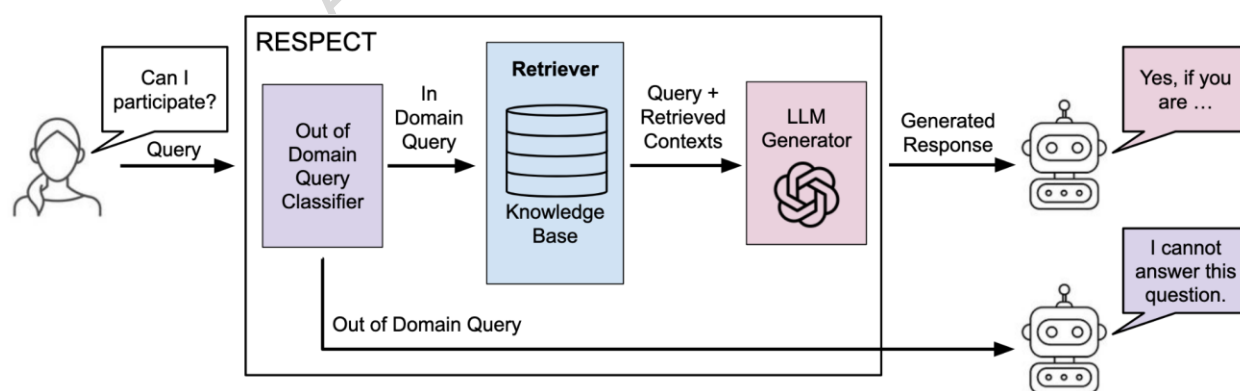 RESPECT
Can I
participate?
Query
Out of
Domain
Query
Classifier
In
Domain
Query
Retriever
Knowledge
Base
Query +
Retrieved
Contexts
LLM
Generator
Generated
Response
Yes, if you
are …
Out of Domain Query
I cannot
answer this
question.